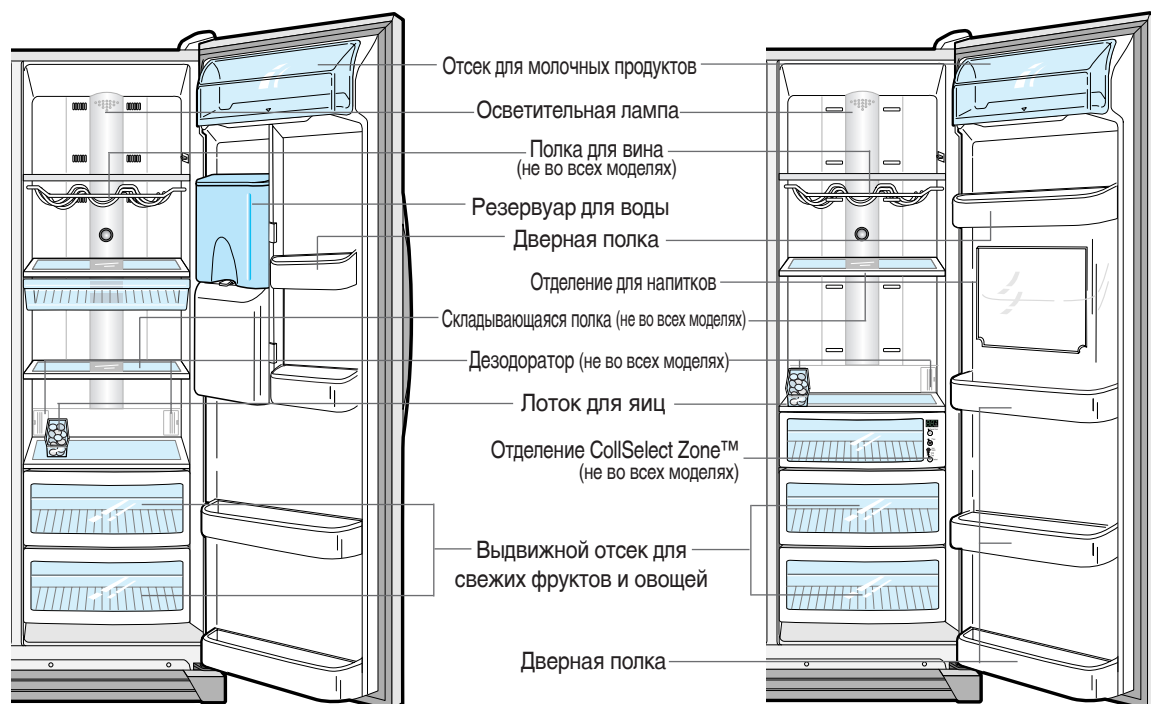 Отсек для молочных продуктов
Осветительная лампа
Полка для вина
(не во всех моделях)
Резервуар для воды
Дверная полка
Отделение для напитков
Складывающаяся полка (не во всех моделях)
Дезодоратор (не во всех моделях)
Лоток для яиц
Отделение CollSelect Zone™
(не во всех моделях)
Выдвижной отсек для
свежих фруктов и овощей
Дверная полка